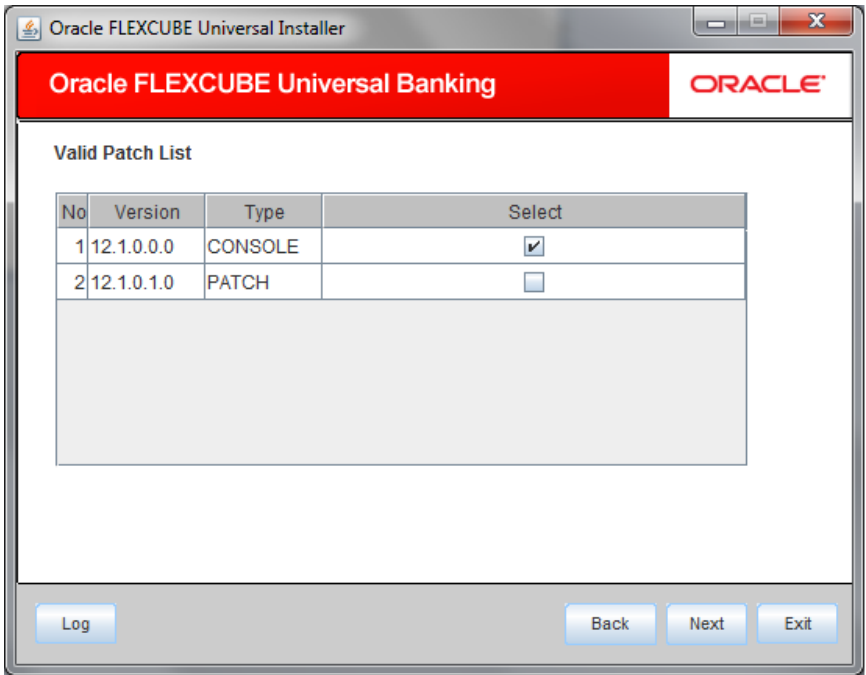 Oracle FLEXCUBE Universal Installer
Oracle FLEXCUBE Universal Banking
ORACLE
Valid Patch List
No Version Type Select
1 12.1.0.0.0 CONSOLE
2 12.1.0.1.0 PATCH
Log Back Next Exit